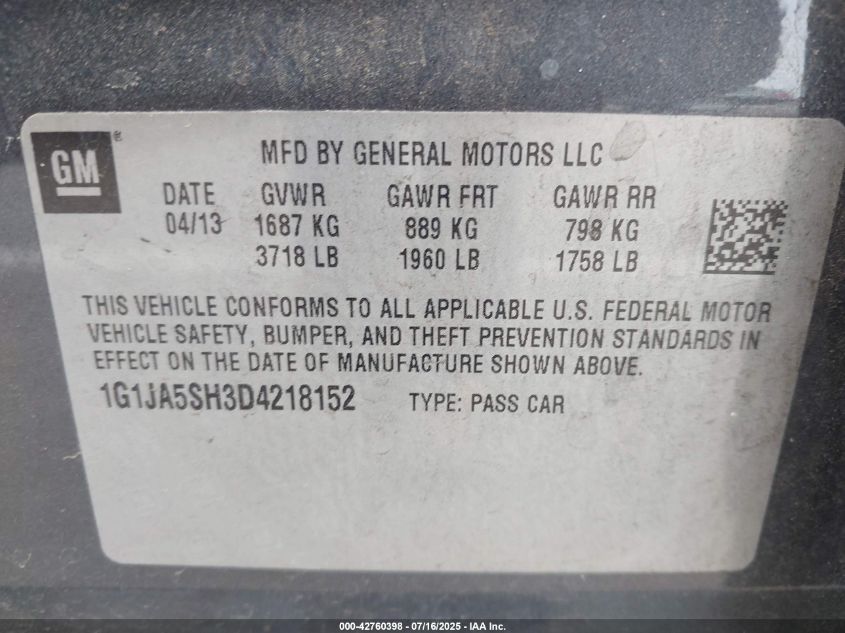 GM ®
MFD BY GENERAL MOTORS LLC
DATE GVWR GAWR FRT GAWR RR
04/13 1687 KG 889 KG 798 KG
3718 LB 1960 LB 1758 LB
THIS VEHICLE CONFORMS TO ALL APPLICABLE U.S. FEDERAL MOTOR
VEHICLE SAFETY, BUMPER, AND THEFT PREVENTION STANDARDS IN
EFFECT ON THE DATE OF MANUFACTURE SHOWN ABOVE.
1G1JA5SH3D4218152 TYPE: PASS CAR
000-42760398 - 07/16/2025 - IAA Inc.